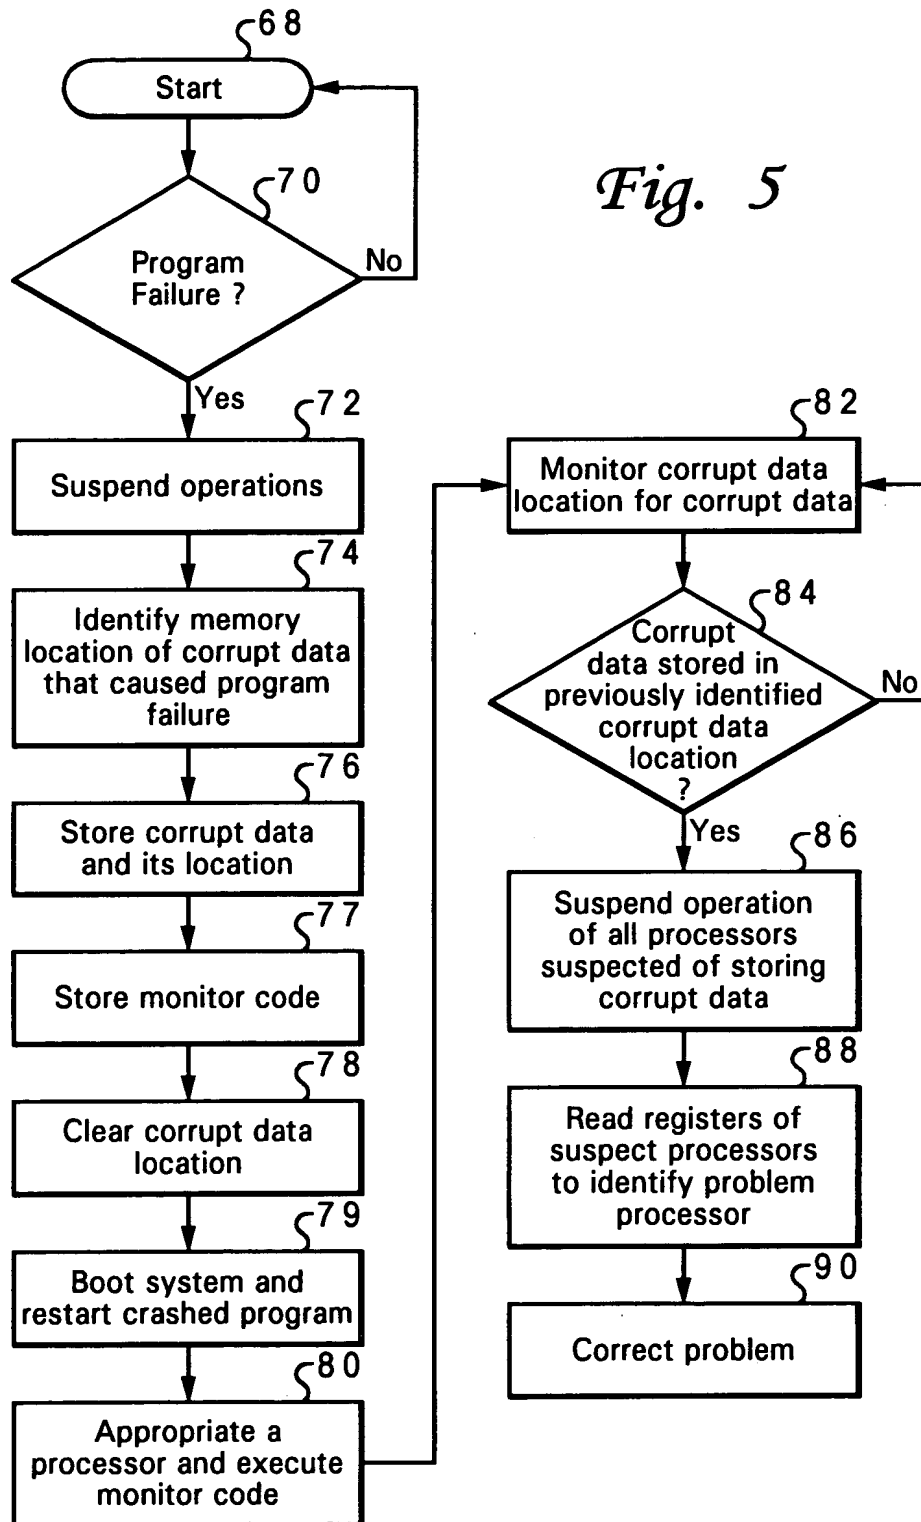 68
Start
Fig. 5
70
Program
Failure ?
No
Yes
72
Suspend operations
74
Identify memory
location of corrupt data
that caused program
failure
76
Store corrupt data
and its location
77
Store monitor code
78
Clear corrupt data
location
79
Boot system and
restart crashed program
80
Appropriate a
processor and execute
monitor code
82
Monitor corrupt data
location for corrupt data
84
Corrupt
data stored in
previously identified
corrupt data
location
?
No
Yes
86
Suspend operation
of all processors
suspected of storing
corrupt data
88
Read registers of
suspect processors
to identify problem
processor
90
Correct problem